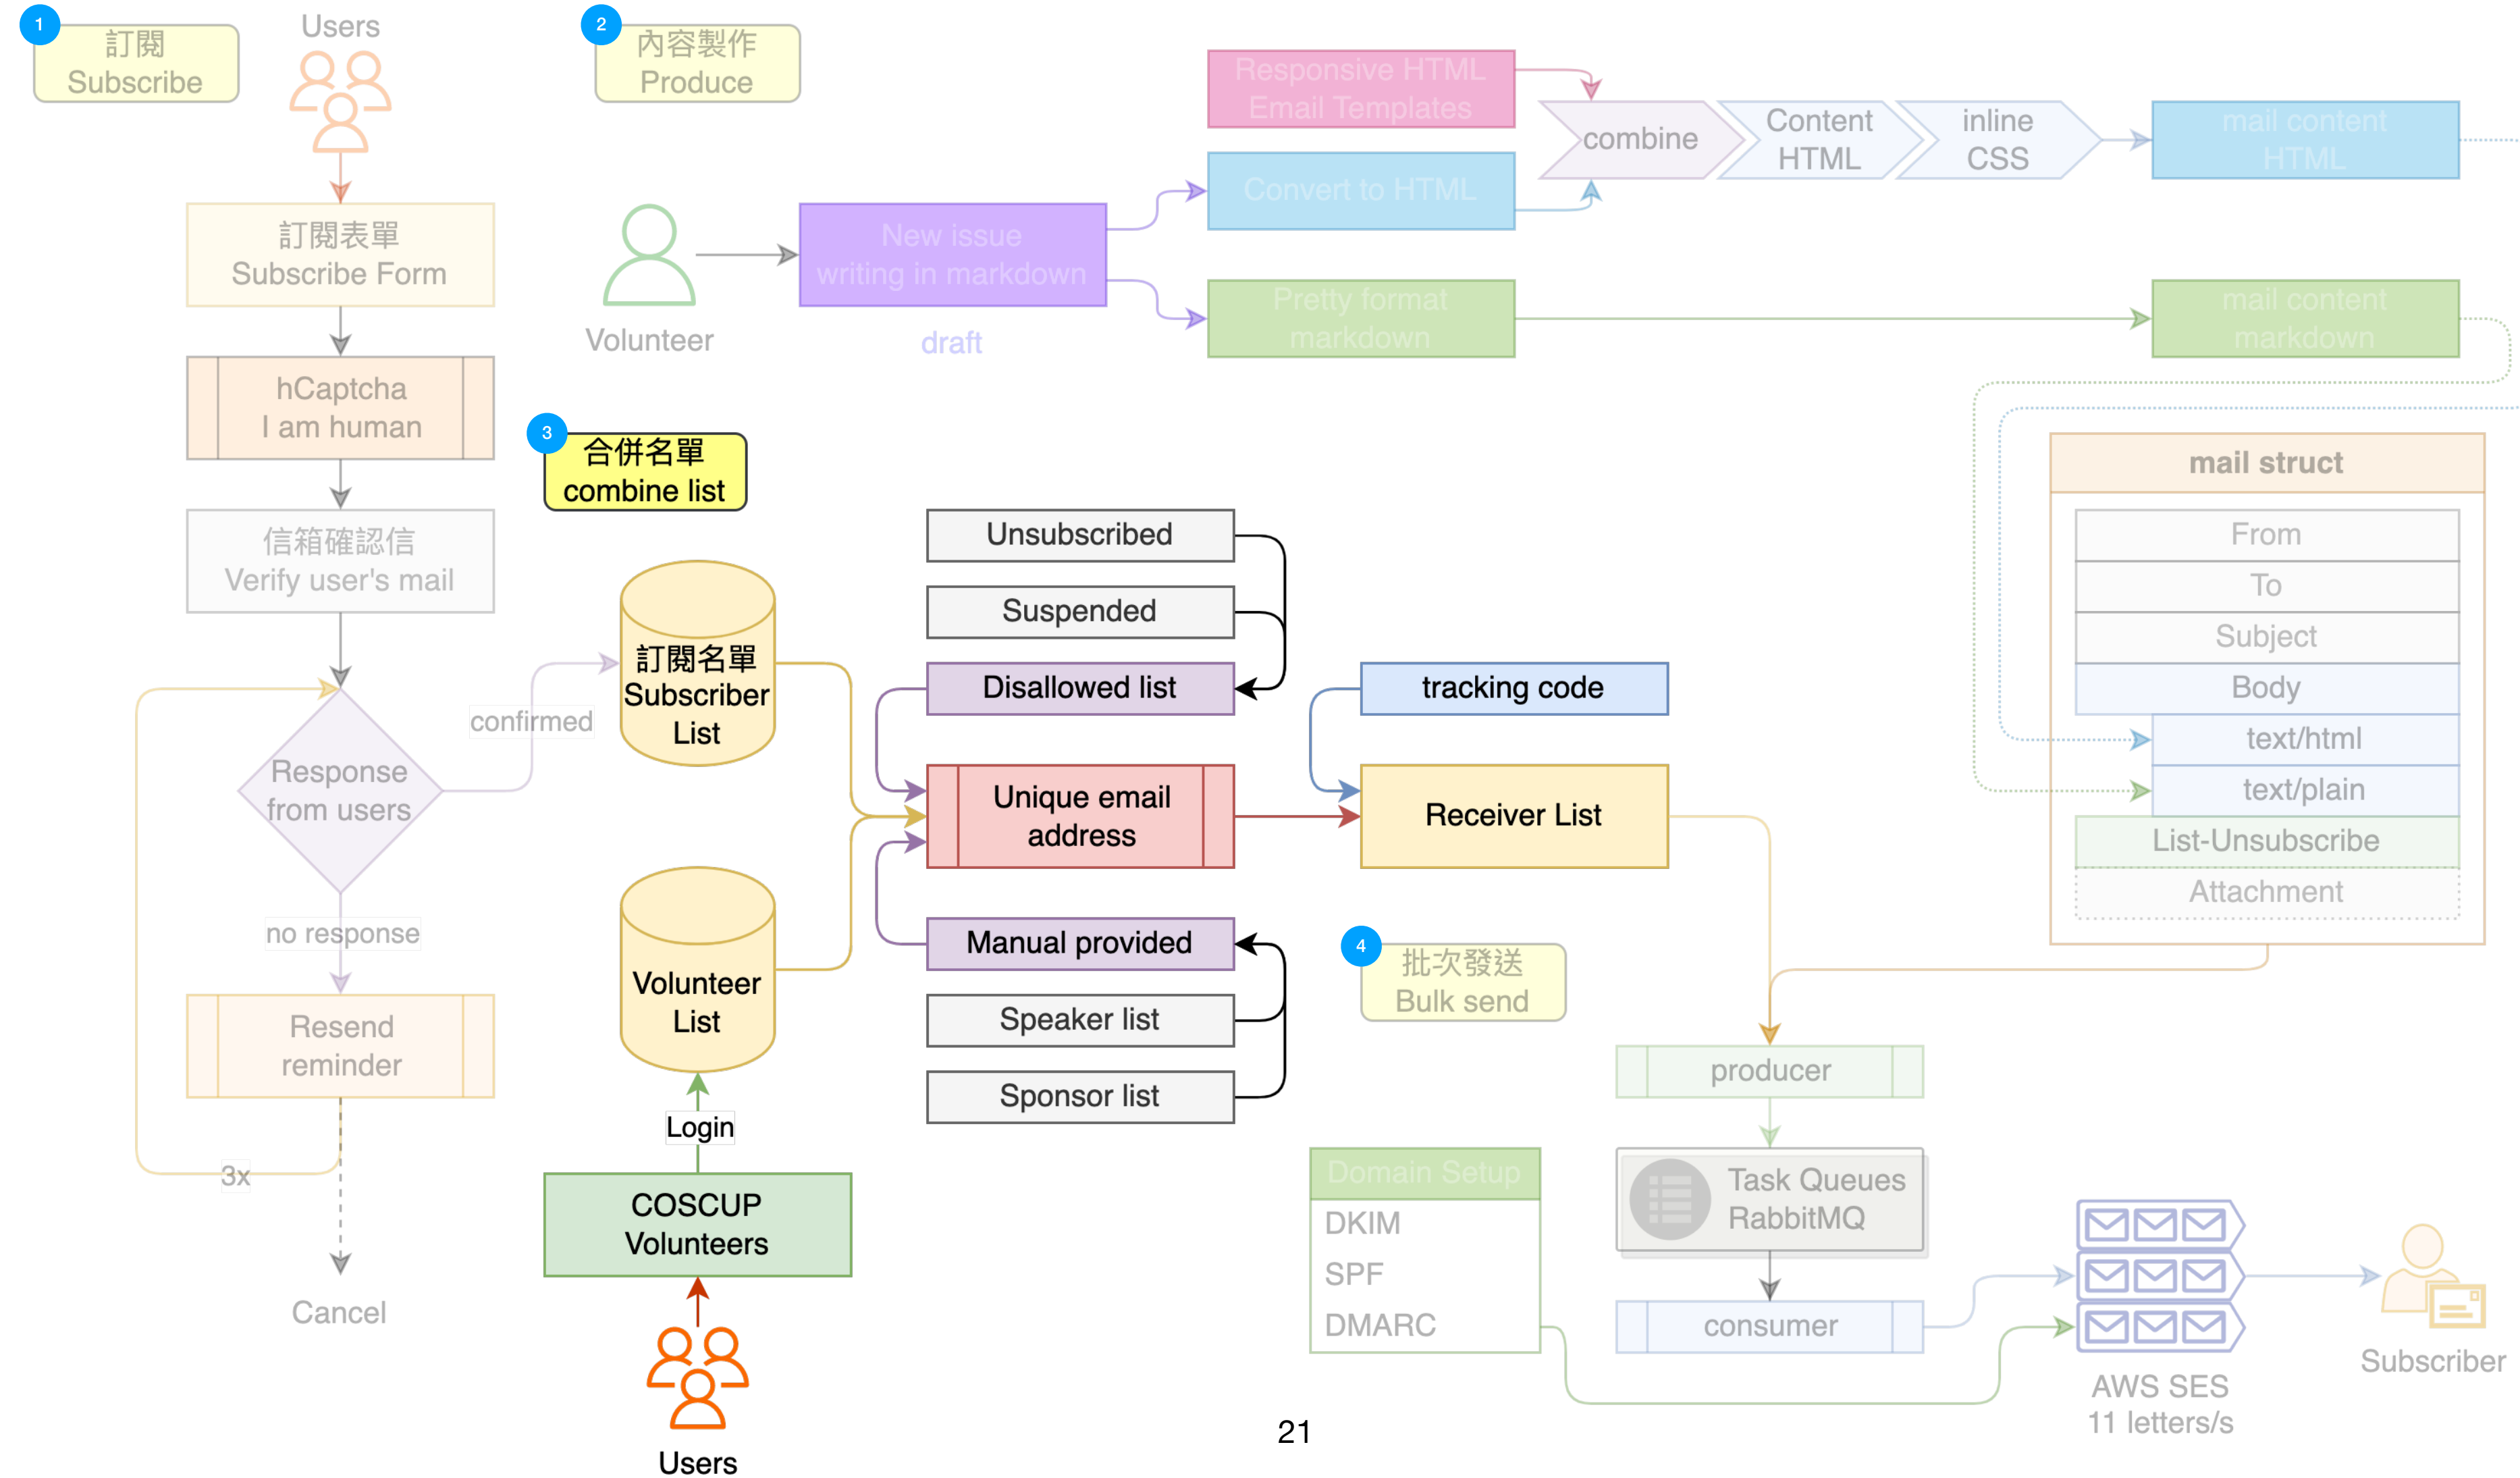 1
訂閱
Subscribe
Users
訂閱表單
Subscribe Form
hCaptcha
I am human
信箱確認信
Verify user's mail
Response
from users
confirmed
no response
Resend
reminder
3x
Cancel
2
內容製作
Produce
Volunteer
New issue
writing in markdown
draft
Responsive HTML
Email Templates
Convert to HTML
Pretty format
markdown
combine
Content
HTML
inline
CSS
mail content
HTML
mail content
markdown
3
合併名單
combine list
訂閱名單
Subscriber
List
Volunteer
List
Login
COSCUP
Volunteers
Users
Unsubscribed
Suspended
Disallowed list
Unique email
address
Manual provided
Speaker list
Sponsor list
tracking code
Receiver List
mail struct
From
To
Subject
Body
text/html
text/plain
List-Unsubscribe
Attachment
4
批次發送
Bulk send
producer
Task Queues
RabbitMQ
consumer
Domain Setup
DKIM
SPF
DMARC
AWS SES
11 letters/s
Subscriber
21